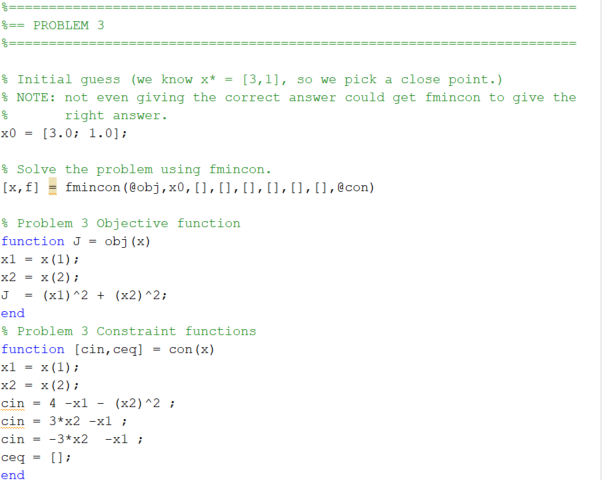 %=======================================================================
%== PROBLEM 3
%=======================================================================
% Initial guess (we know x* = [3,1], so we pick a close point.)
% NOTE: not even giving the correct answer could get fmincon to give the
%       right answer.
x0 = [3.0; 1.0];
% Solve the problem using fmincon.
[x,f] = fmincon(@obj,x0,[],[],[],[],[],[],@con)
% Problem 3 Objective function
function J = obj(x)
x1 = x(1);
x2 = x(2);
J  = (x1)^2 + (x2)^2;
end
% Problem 3 Constraint functions
function [cin,ceq] = con(x)
x1 = x(1);
x2 = x(2);
cin = 4 -x1 - (x2)^2 ;
cin = 3*x2 -x1 ;
cin = -3*x2  -x1 ;
ceq = [];
end